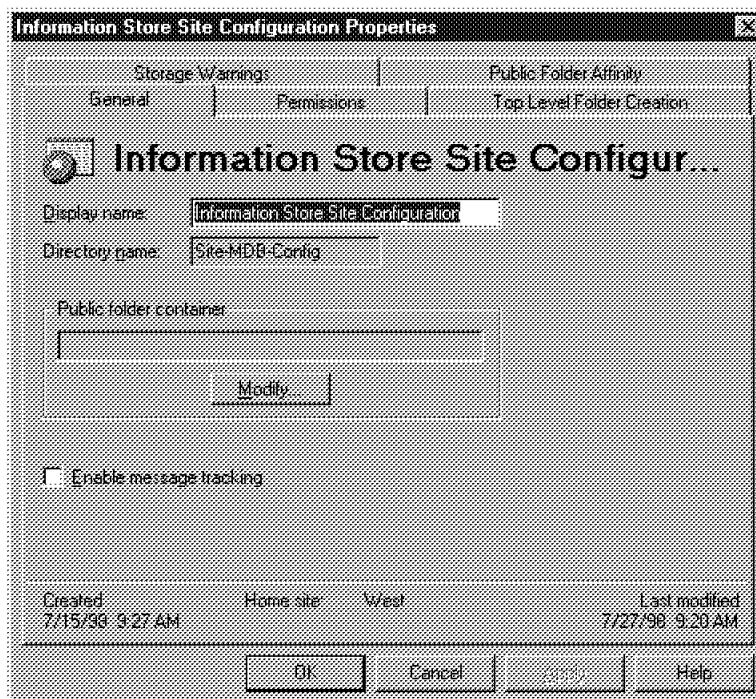 Information Store Site Configuration Properties
Storage Warnings
Public Folder Affinity
General
Permissions
Top Level Folder Creation
Information Store Site Configur...
Display name:
Information Store Site Configuration
Directory name:
Site-MDB-Config
Public folder container
Modify...
Enable message tracking
Created
Home site:
West
Last modified
7/15/98 9:27 AM
7/27/98 9:20 AM
OK
Cancel
Apply
Help